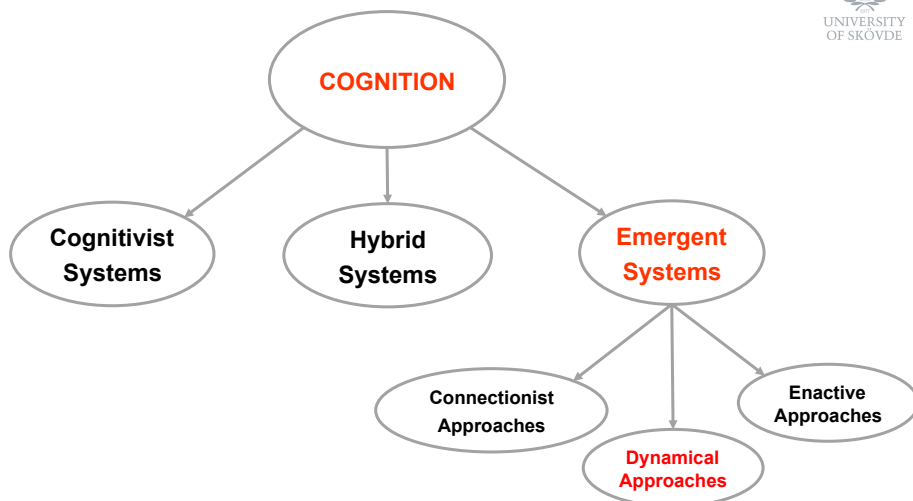 UNIVERSITY
OF SKÖVDE
COGNITION
Cognitivist
Systems
Hybrid
Systems
Emergent
Systems
Connectionist
Approaches
Dynamical
Approaches
Enactive
Approaches